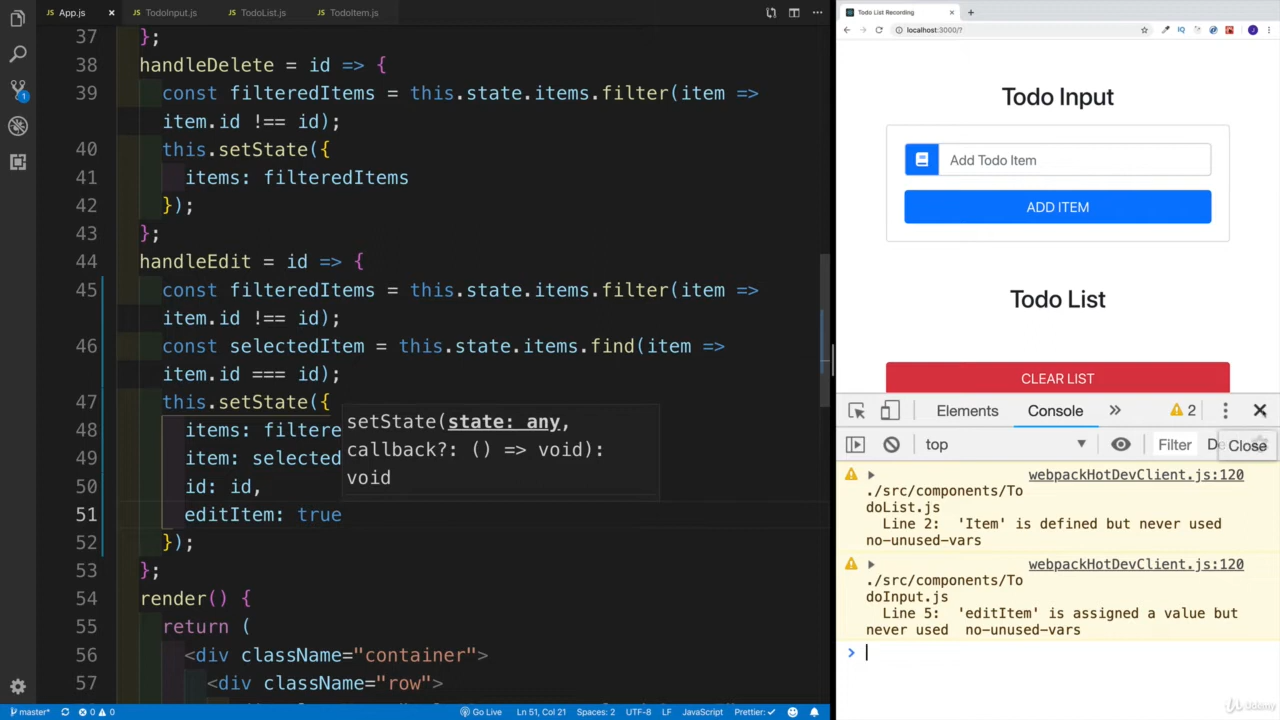 App.js
TodoInput.js
TodoList.js
TodoItem.js
37 };
38 handleDelete = id => {
39 const filteredItems = this.state.items.filter(item =>
item.id !== id);
40 this.setState({
41 items: filteredItems
42 });
43 };
44 handleEdit = id => {
45 const filteredItems = this.state.items.filter(item =>
item.id !== id);
46 const selectedItem = this.state.items.find(item =>
item.id === id);
47 this.setState({
48 items: filtere
49 item: selected
50 id: id,
51 editItem: true
52 });
53 };
54 render() {
55 return (
56 <div className="container">
57 <div className="row">
setState(state: any,
callback?: () => void):
void
1
master*
0
0
Go Live
Ln 51, Col 21
Spaces: 2
UTF-8
LF
JavaScript
Prettier: ✓
Todo List Recording
localhost:3000/?
Todo Input
Add Todo Item
ADD ITEM
Todo List
CLEAR LIST
Elements
Console
2
top
Filter
De
Close
webpackHotDevClient.js:120
./src/components/To
doList.js
Line 2: 'Item' is defined but never used
no-unused-vars
webpackHotDevClient.js:120
./src/components/To
doInput.js
Line 5: 'editItem' is assigned a value but
never used no-unused-vars
>
Udemy